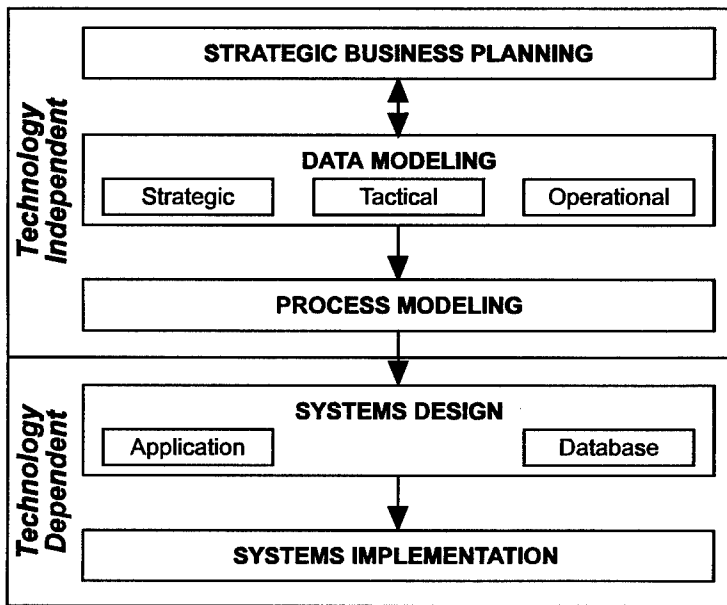 STRATEGIC BUSINESS PLANNING
Technology
Independent
DATA MODELING
Strategic
Tactical
Operational
PROCESS MODELING
Technology
Dependent
SYSTEMS DESIGN
Application
Database
SYSTEMS IMPLEMENTATION